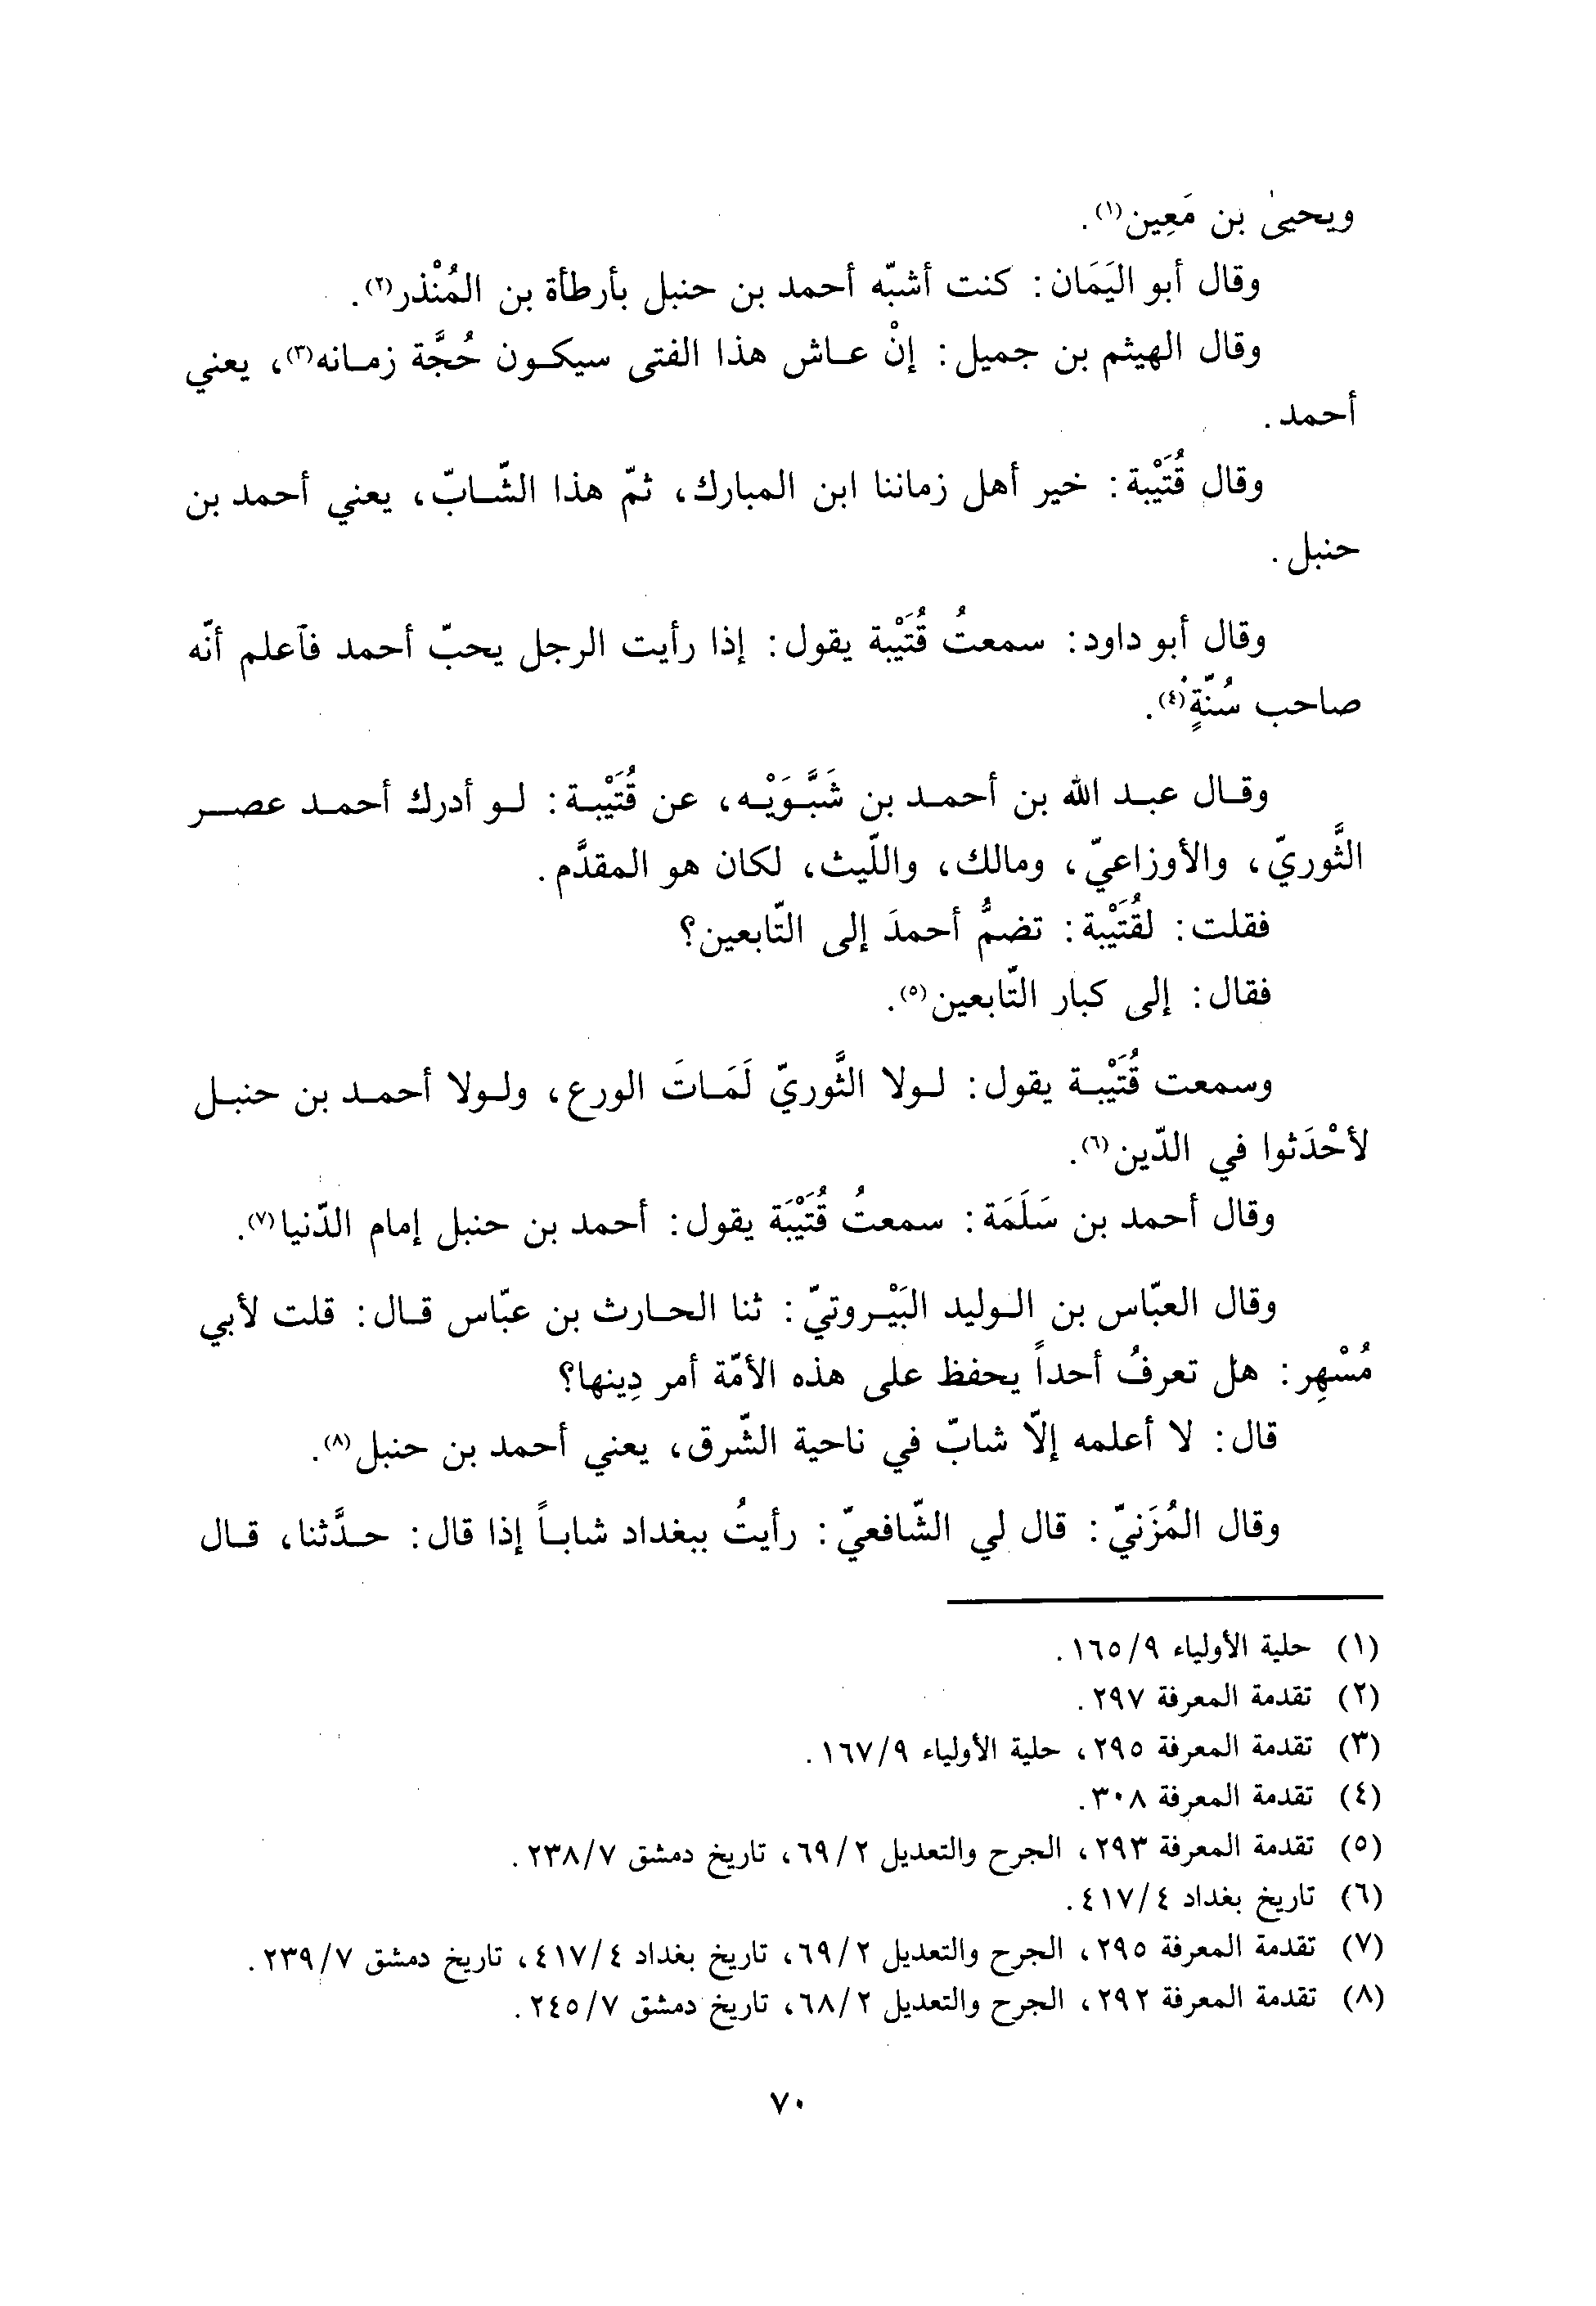 ويحيىٰ بن مَعِين(١).
وقال أبو اليَمَان: كنت أشبّه أحمد بن حنبل بأرطأة بن المُنْذر(٢).
وقال الهيثم بن جميل: إنْ عاش هذا الفتى سيكون حُجَّة زمانه(٣)، يعني
أحمد.
وقال قُتَيْبة: خير أهل زماننا ابن المبارك، ثمّ هذا الشّابّ، يعني أحمد بن
حنبل.
وقال أبو داود: سمعتُ قُتَيْبة يقول: إذا رأيت الرجل يحبّ أحمد فآعلم أنّه
صاحب سُنّةٍ(٤).
وقال عبد الله بن أحمد بن شَبَّوَيْه، عن قُتَيْبة: لو أدرك أحمد عصر
الثَّوريّ، والأوزاعيّ، ومالك، واللّيث، لكان هو المقدَّم.
فقلت: لقُتَيْبة: تضمُّ أحمدَ إلى التّابعين؟
فقال: إلى كبار التّابعين(٥).
وسمعت قُتَيْبة يقول: لولا الثَّوريّ لَمَاتَ الورع، ولولا أحمد بن حنبل
لأحْدَثوا في الدّين(٦).
وقال أحمد بن سَلَمَة: سمعتُ قُتَيْبَة يقول: أحمد بن حنبل إمام الدّنيا(٧).
وقال العبّاس بن الوليد البَيْروتيّ: ثنا الحارث بن عبّاس قال: قلت لأبي
مُسْهِر: هل تعرفُ أحداً يحفظ على هذه الأمّة أمر دِينها؟
قال: لا أعلمه إلّا شابّ في ناحية الشّرق، يعني أحمد بن حنبل(٨).
وقال المُزَنيّ: قال لي الشّافعيّ: رأيتُ ببغداد شاباً إذا قال: حدَّثنا، قال
(١) حلية الأولياء ١٦٥/٩.
(٢) تقدمة المعرفة ٢٩٧.
(٣) تقدمة المعرفة ٢٩٥، حلية الأولياء ١٦٧/٩.
(٤) تقدمة المعرفة ٣٠٨.
(٥) تقدمة المعرفة ٢٩٣، الجرح والتعديل ٦٩/٢، تاريخ دمشق ٢٣٨/٧.
(٦) تاريخ بغداد ٤١٧/٤.
(٧) تقدمة المعرفة ٢٩٥، الجرح والتعديل ٦٩/٢، تاريخ بغداد ٤١٧/٤، تاريخ دمشق ٢٣٩/٧.
(٨) تقدمة المعرفة ٢٩٢، الجرح والتعديل ٦٨/٢، تاريخ دمشق ٢٤٥/٧.
٧٠